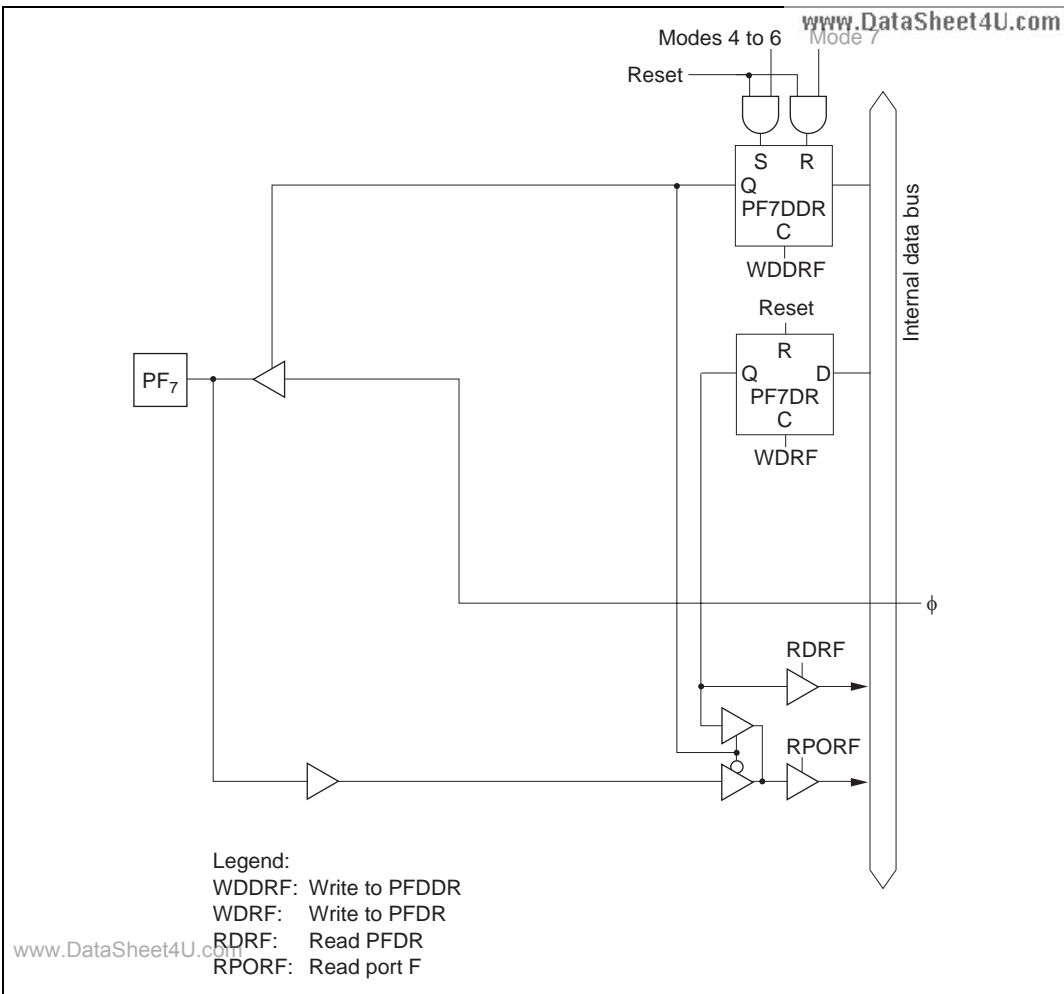 www.DataSheet4U.com
Modes 4 to 6
Mode 7
Reset
S R
Q
PF7DDR
C
WDDRF
Internal data bus
Reset
R
Q D
PF7DR
C
WDRF
PF7
ϕ
RDRF
RPORF
Legend:
WDDRF: Write to PFDDR
WDRF: Write to PFDR
RDRF: Read PFDR
RPORF: Read port F
www.DataSheet4U.com